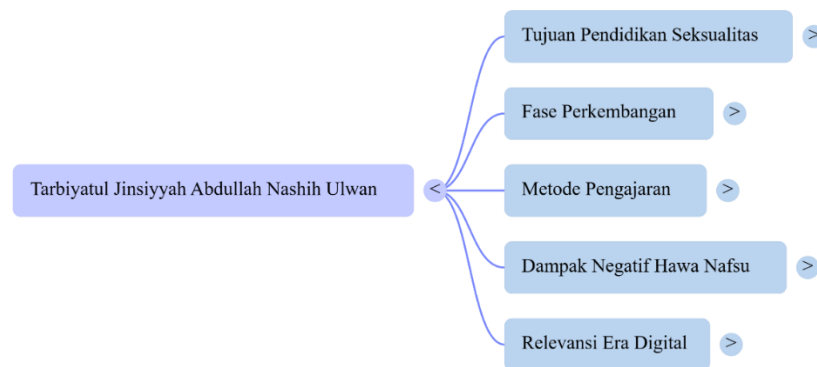 Tujuan Pendidikan Seksualitas >
Fase Perkembangan >
Tarbiyatul Jinsiyyah Abdullah Nashih Ulwan <
Metode Pengajaran >
Dampak Negatif Hawa Nafsu >
Relevansi Era Digital >